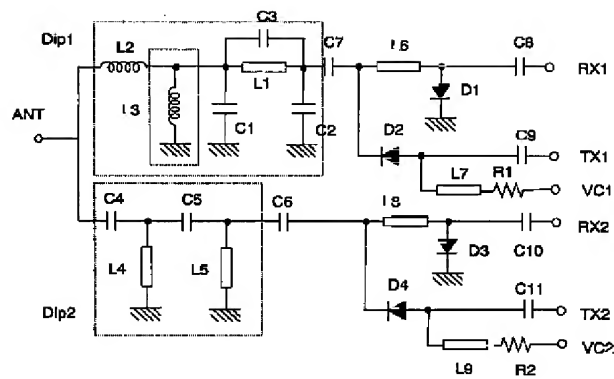 C3
Dip1
L2
C7
L6
C8
RX1
L3
L1
D1
ANT
C1
C2
D2
C9
TX1
L7
R1
VC1
C4
C5
C6
L8
RX2
L4
L5
D3
C10
Dip2
D4
C11
TX2
VC2
L9
R2